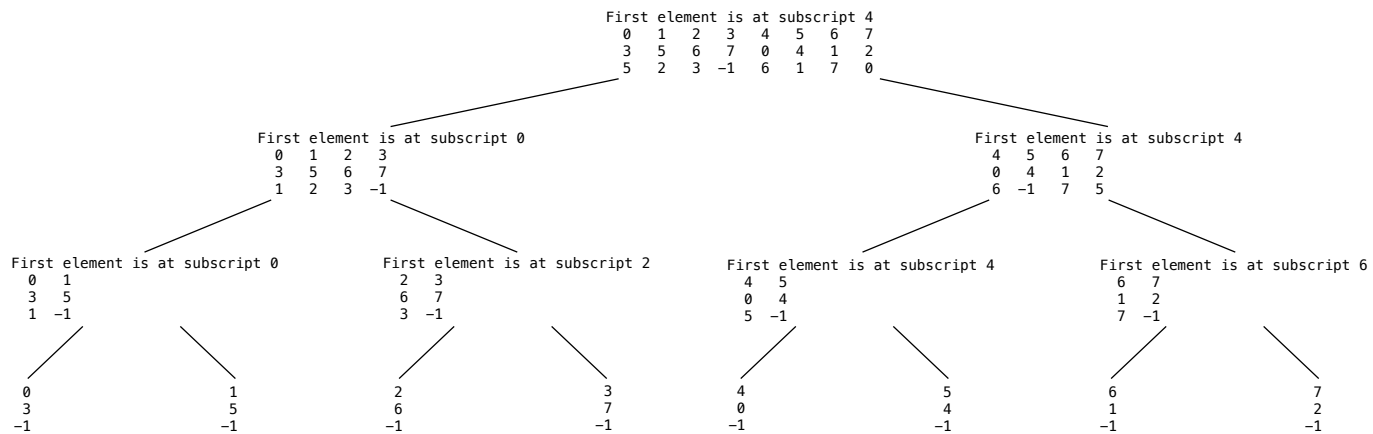 First element is at subscript 4
0 1 2 3 4 5 6 7
3 5 6 7 0 4 1 2
5 2 3 −1 6 1 7 0
First element is at subscript 0
0 1 2 3
3 5 6 7
1 2 3 −1
First element is at subscript 4
4 5 6 7
0 4 1 2
6 −1 7 5
First element is at subscript 0
0 1
3 5
1 −1
First element is at subscript 2
2 3
6 7
3 −1
First element is at subscript 4
4 5
0 4
5 −1
First element is at subscript 6
6 7
1 2
7 −1
0
3
−1
1
5
−1
2
6
−1
3
7
−1
4
0
−1
5
4
−1
6
1
−1
7
2
−1